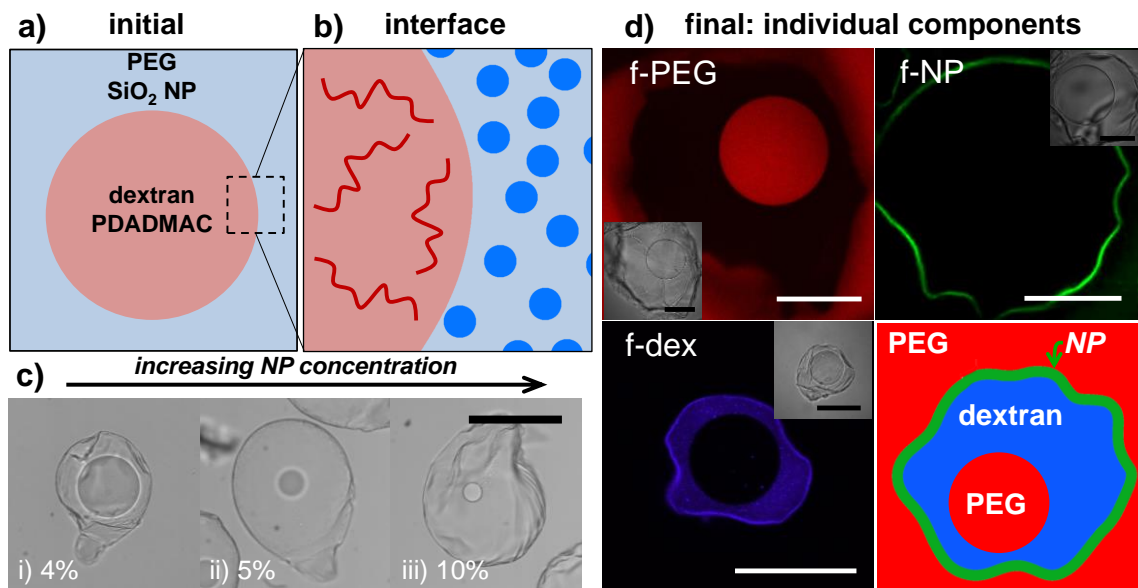 a) initial
PEG
SiO₂ NP
dextran
PDADMAC
b) interface
c) increasing NP concentration
i) 4%
ii) 5%
iii) 10%
d) final: individual components
f-PEG
f-NP
f-dex
PEG
NP
dextran
PEG